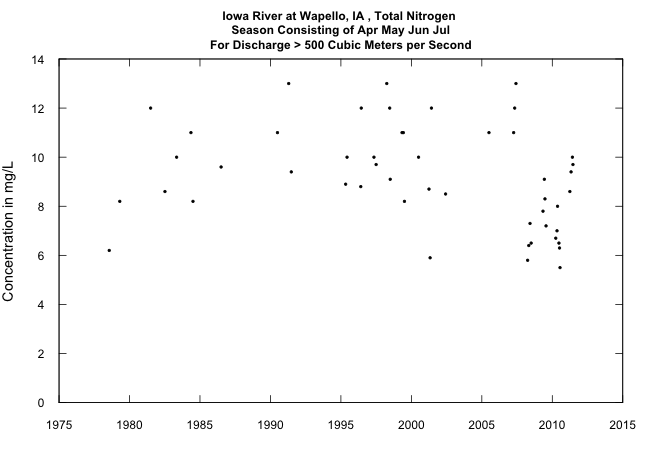 Iowa River at Wapello, IA , Total Nitrogen
Season Consisting of Apr May Jun Jul
For Discharge > 500 Cubic Meters per Second
Concentration in mg/L
14
12
10
8
6
4
2
0
1975 1980 1985 1990 1995 2000 2005 2010 2015